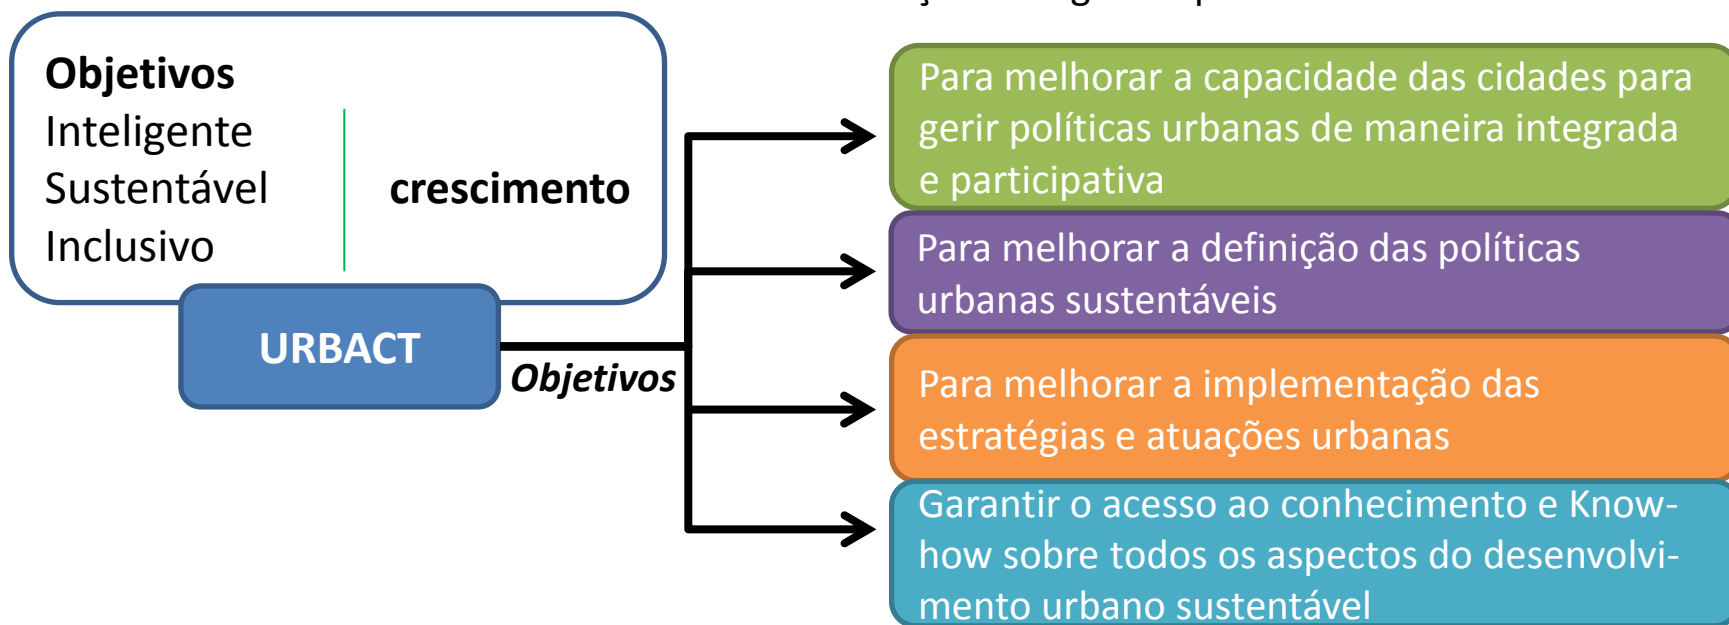 Objetivos
Inteligente
Sustentável
Inclusivo
crescimento
URBACT
Objetivos
Para melhorar a capacidade das cidades para
gerir políticas urbanas de maneira integrada
e participativa
Para melhorar a definição das políticas
urbanas sustentáveis
Para melhorar a implementação das
estratégias e atuações urbanas
Garantir o acesso ao conhecimento e Know-
how sobre todos os aspectos do desenvolvi-
mento urbano sustentável